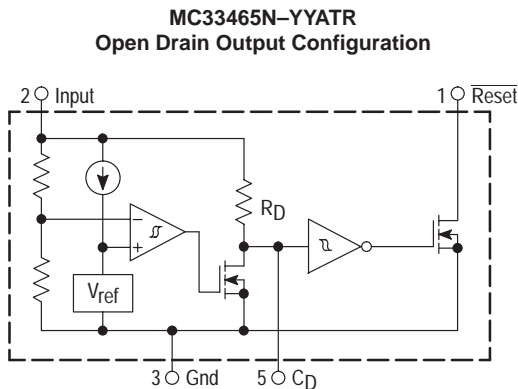 MC33465N–YYATR
Open Drain Output Configuration
2 Input
1 Reset
RD
– 
+
Vref
3 Gnd
5 CD